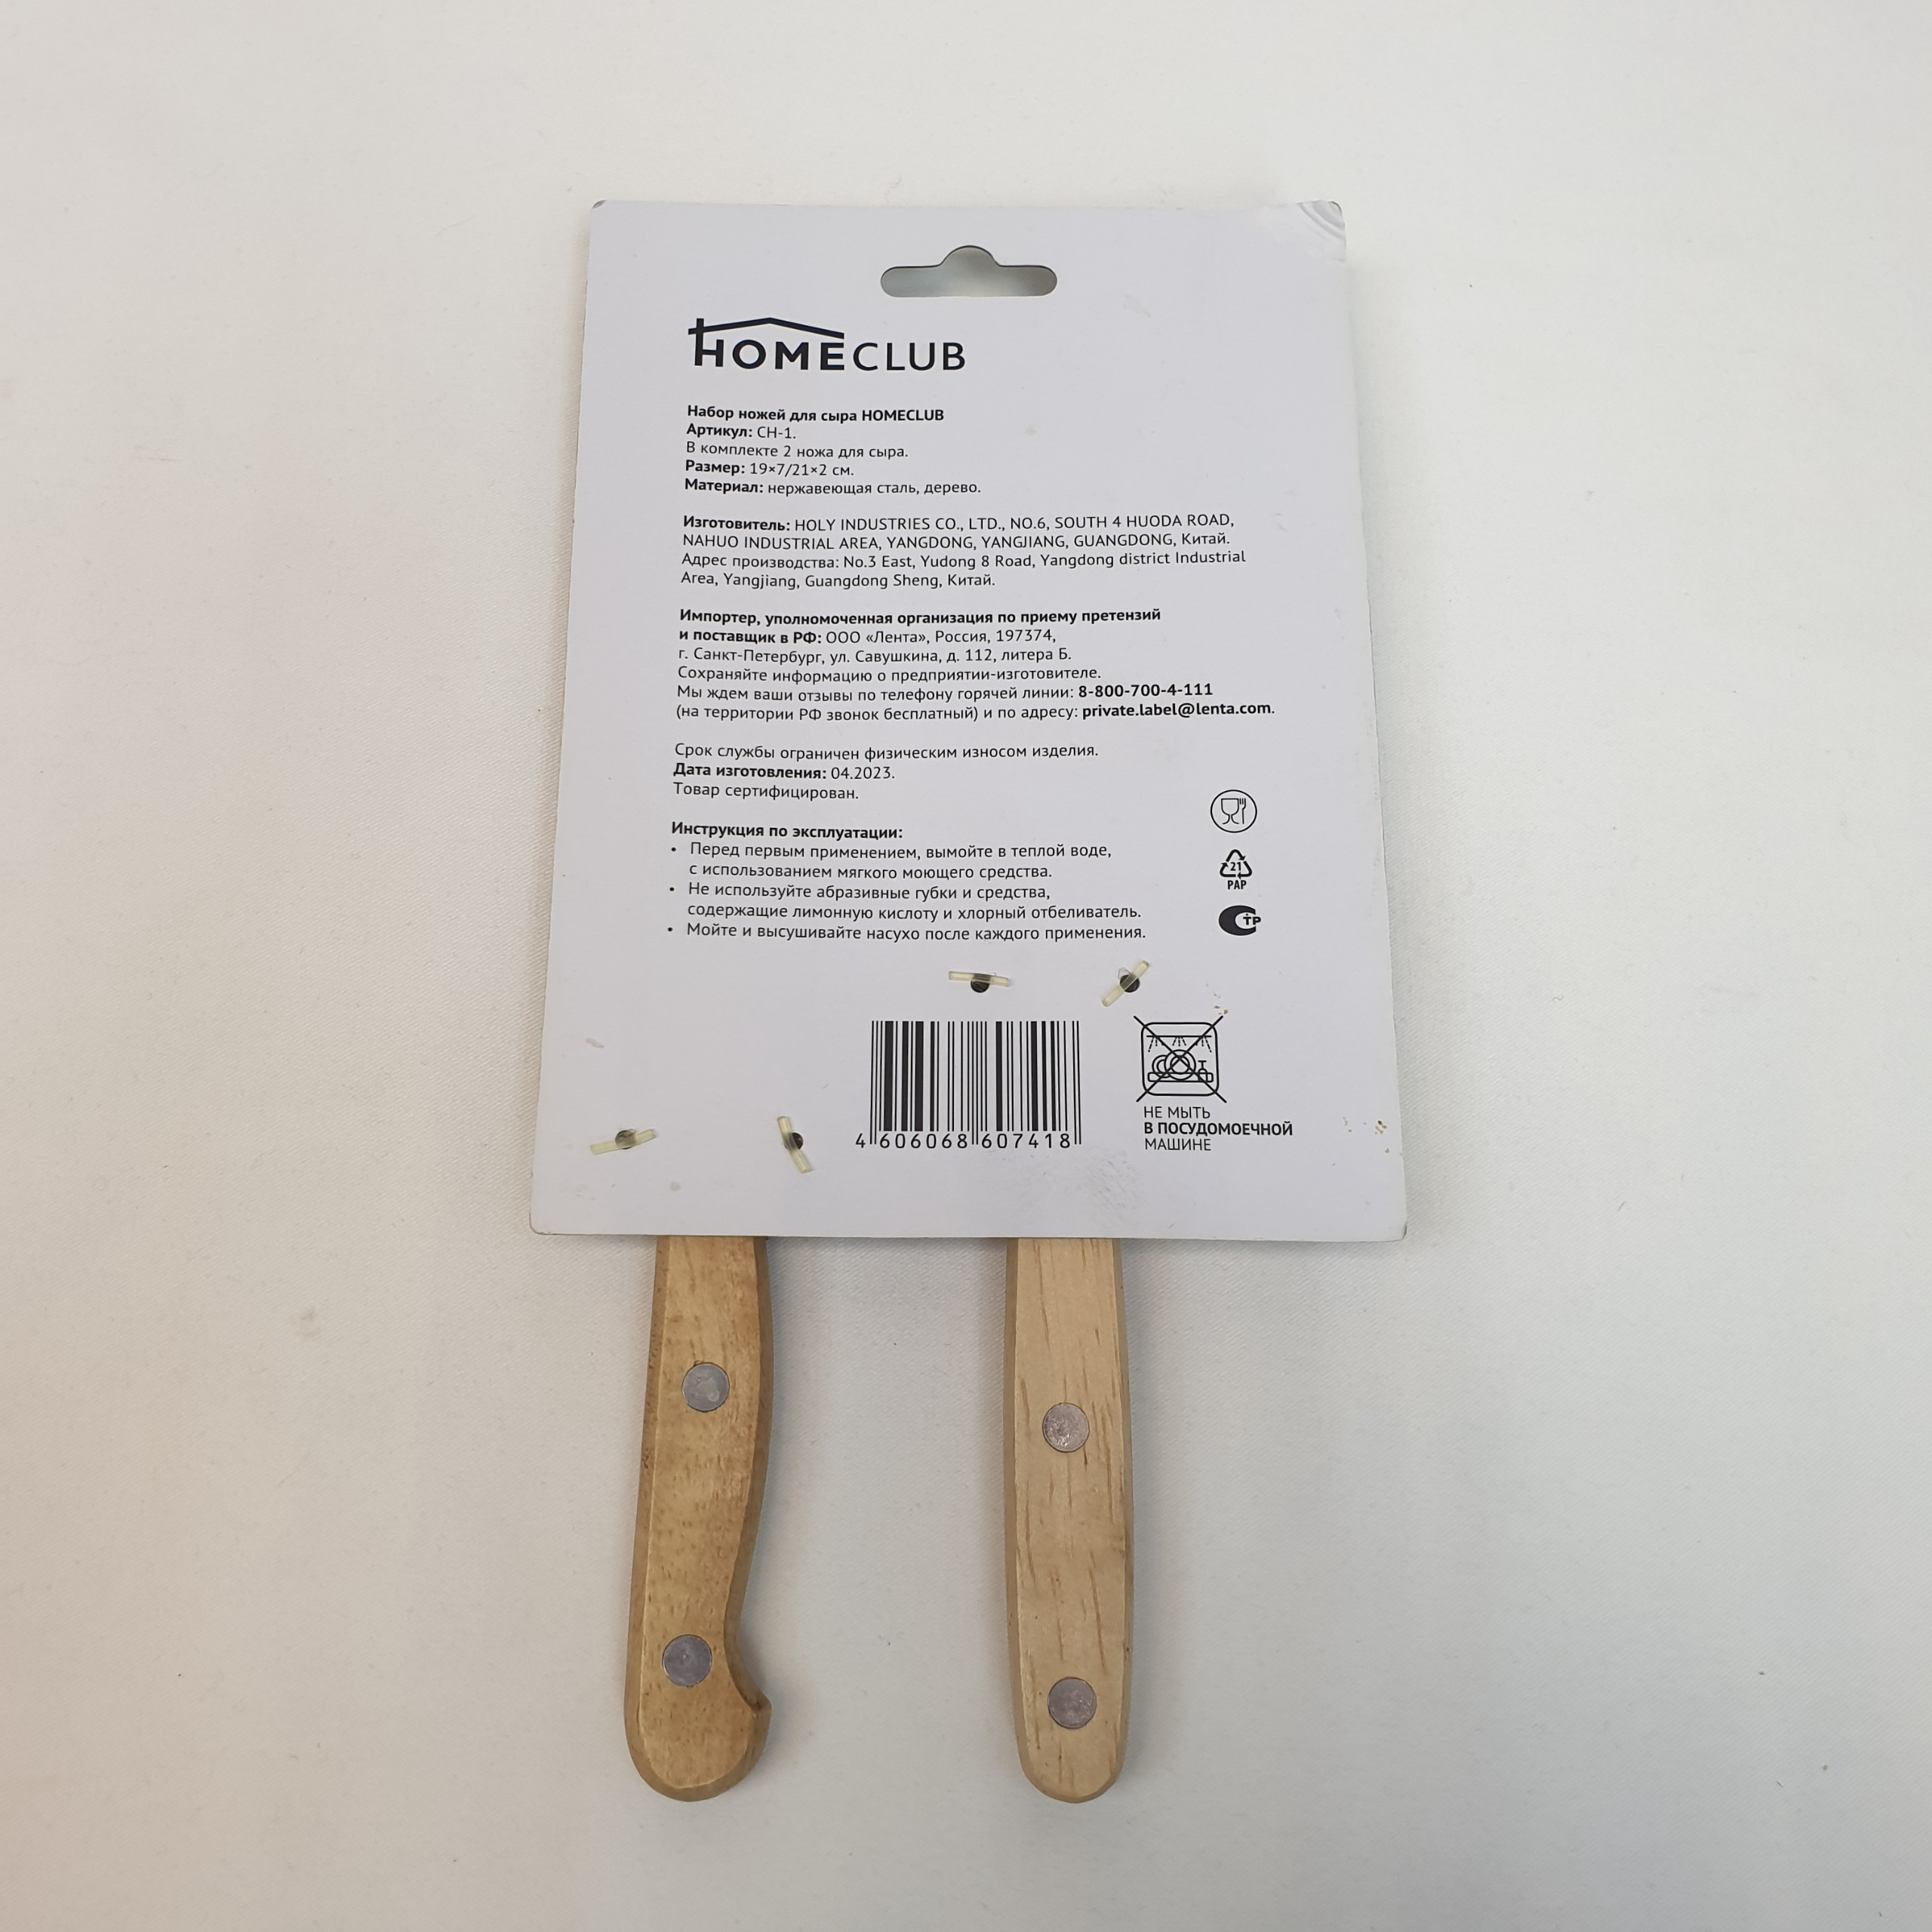 HOMECLUB
Набор ножей для сыра HOMECLUB
Артикул: CH-1.
В комплекте 2 ножа для сыра.
Размер: 19×7/21×2 см.
Материал: нержавеющая сталь, дерево.
Изготовитель: HOLY INDUSTRIES CO., LTD., NO.6, SOUTH 4 HUODA ROAD,
NAHUO INDUSTRIAL AREA, YANGDONG, YANGJIANG, GUANGDONG, Китай.
Адрес производства: No.3 East, Yudong 8 Road, Yangdong district Industrial
Area, Yangjiang, Guangdong Sheng, Китай.
Импортер, уполномоченная организация по приему претензий
и поставщик в РФ: ООО «Лента», Россия, 197374,
г. Санкт-Петербург, ул. Савушкина, д. 112, литера Б.
Сохраняйте информацию о предприятии-изготовителе.
Мы ждем ваши отзывы по телефону горячей линии: 8-800-700-4-111
(на территории РФ звонок бесплатный) и по адресу: private.label@lenta.com.
Срок службы ограничен физическим износом изделия.
Дата изготовления: 04.2023.
Товар сертифицирован.
Инструкция по эксплуатации:
• Перед первым применением, вымойте в теплой воде,
с использованием мягкого моющего средства.
• Не используйте абразивные губки и средства,
содержащие лимонную кислоту и хлорный отбеливатель.
• Мойте и высушивайте насухо после каждого применения.
21
PAP
СТР
4 606068 607418
НЕ МЫТЬ
В ПОСУДОМОЕЧНОЙ
МАШИНЕ